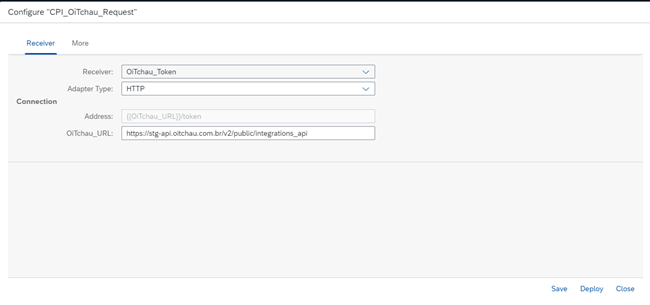 Configure "CPI_OiTchau_Request"
Receiver More
Receiver: OiTchau_Token
Adapter Type: HTTP
Connection
Address: {{OiTchau_URL}}/token
OiTchau_URL: https://stg-api.oitchau.com.br/v2/public/integrations_api
Save Deploy Close